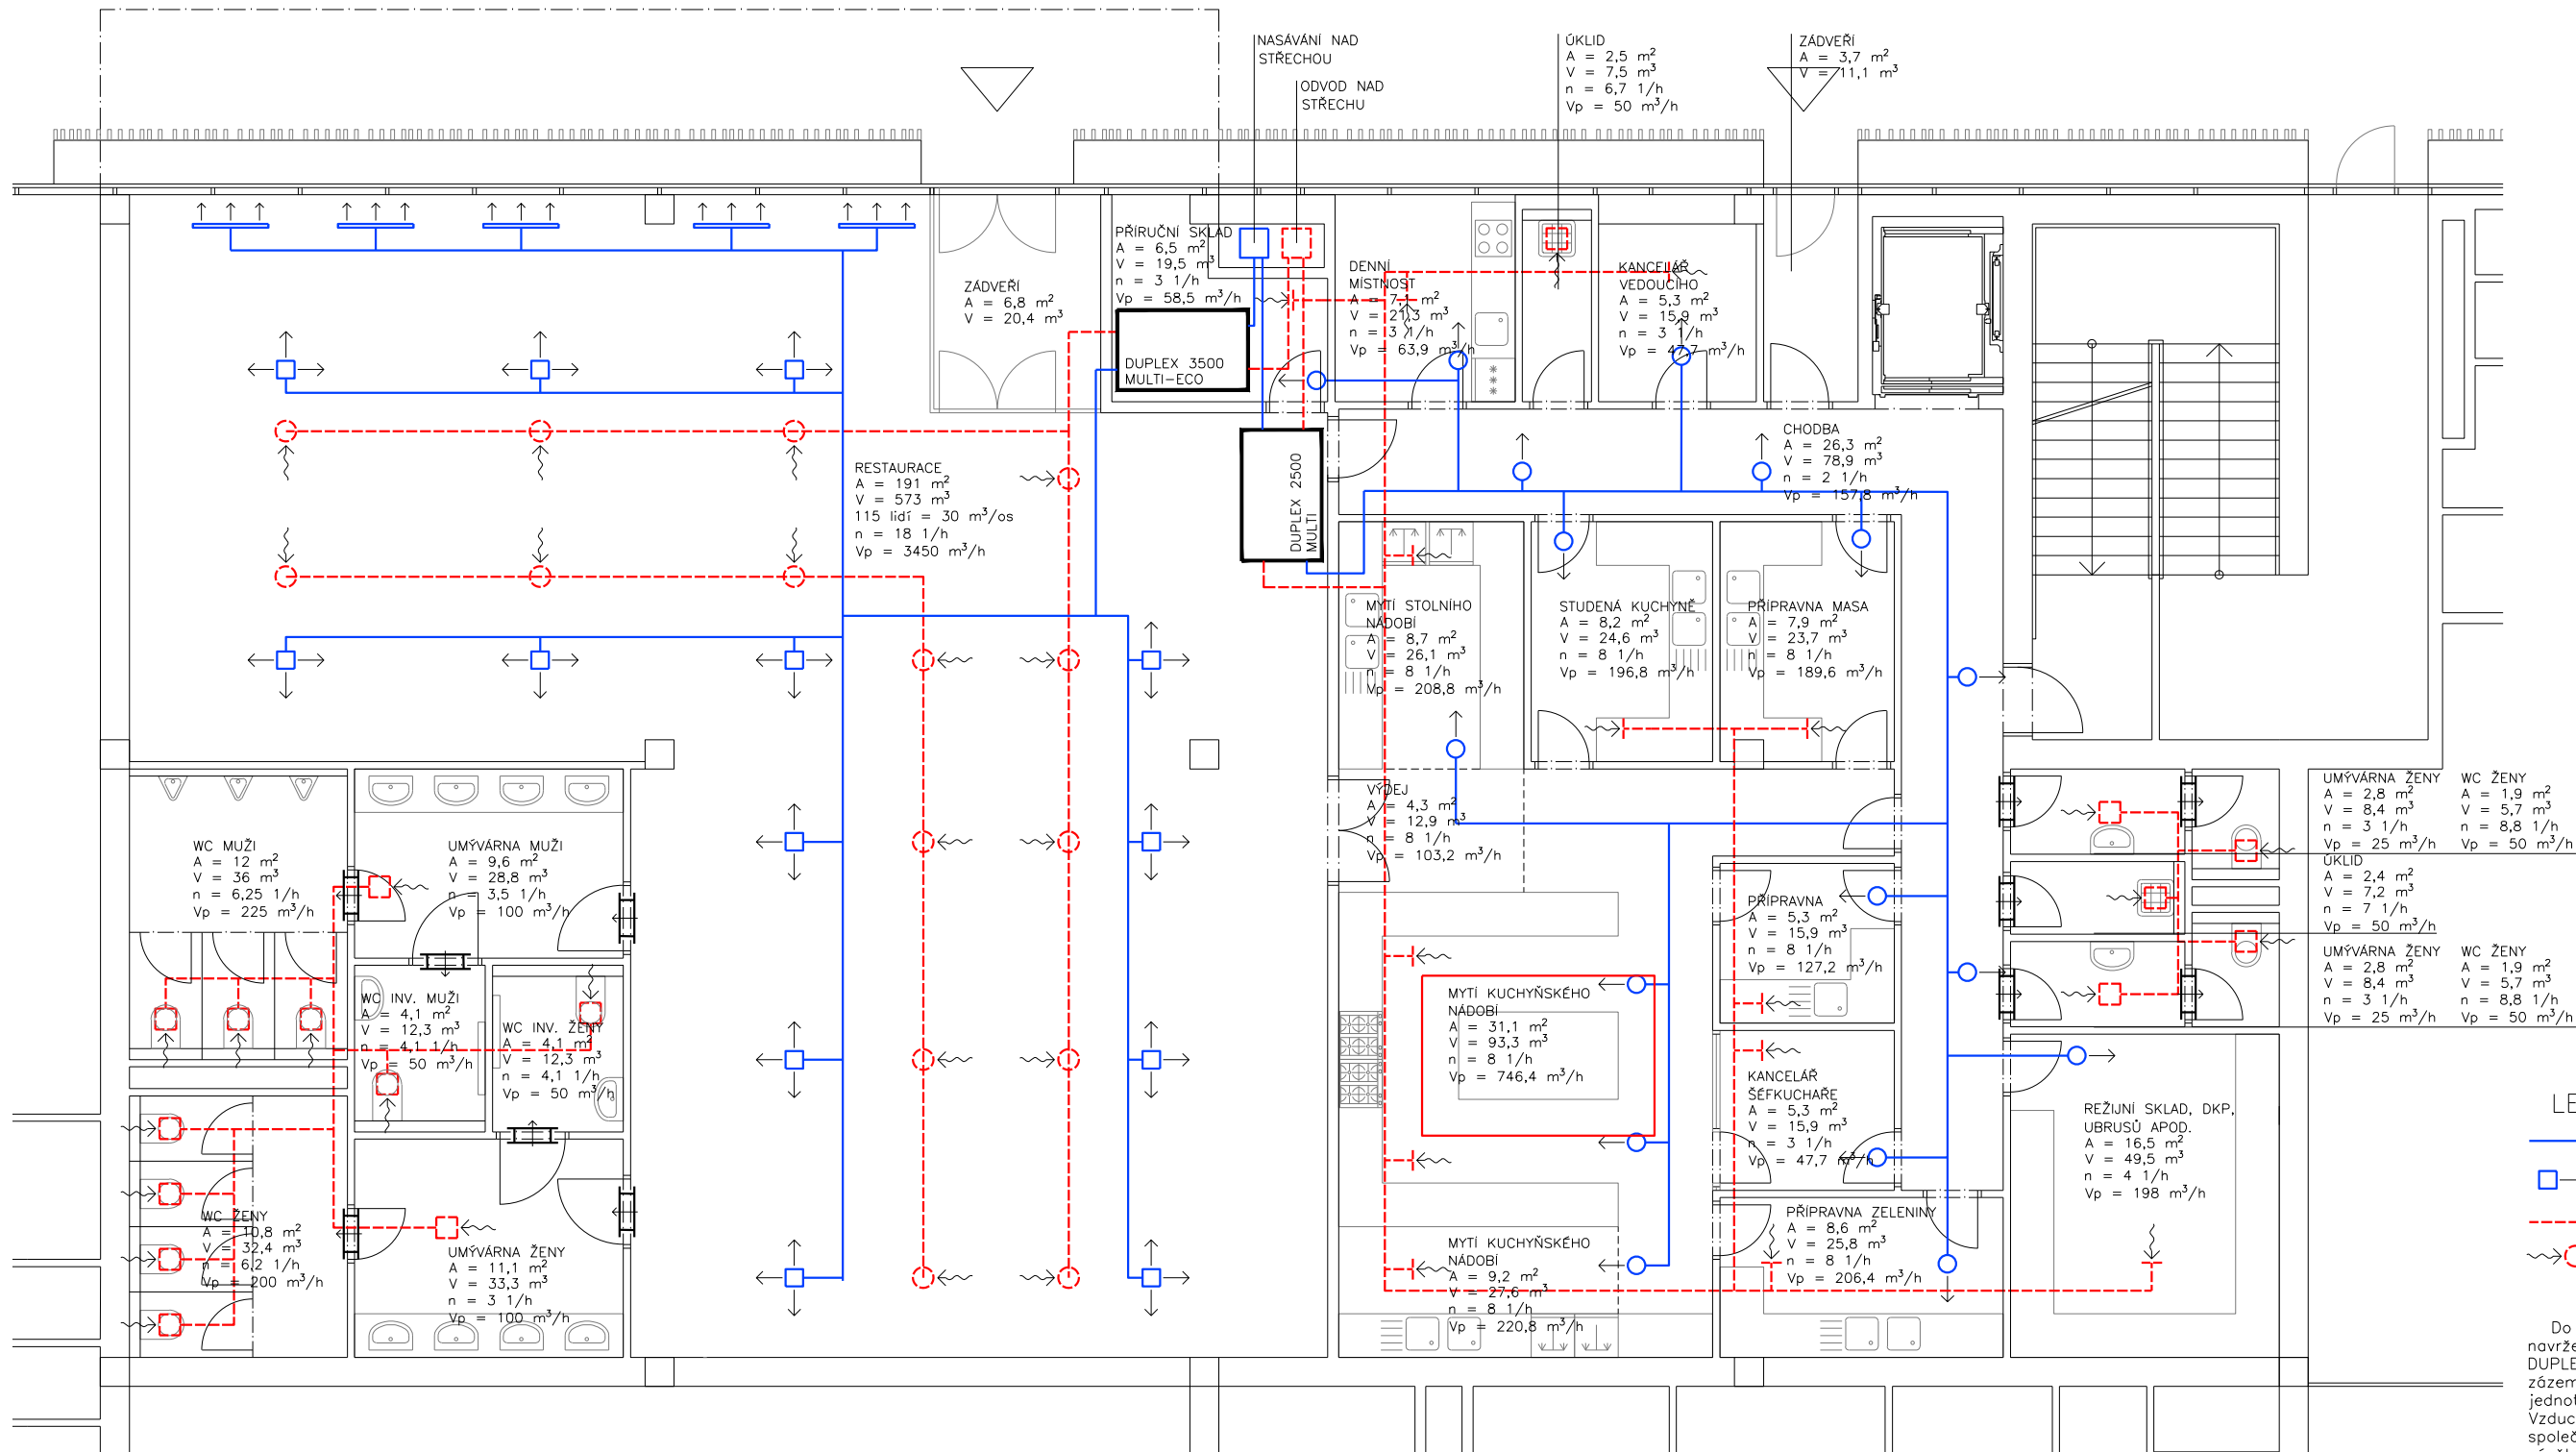 NASÁVÁNÍ NAD
STŘECHOU
ODVOD NAD
STŘECHU
ÚKLID
A = 2,5 m²
V = 7,5 m³
n = 6,7 1/h
Vp = 50 m³/h
ZÁDVEŘÍ
A = 3,7 m²
V = 11,1 m³
PŘÍRUČNÍ SKLAD
A = 6,5 m²
V = 19,5 m³
n = 3 1/h
Vp = 58,5 m³/h
ZÁDVEŘÍ
A = 6,8 m²
V = 20,4 m³
DENNÍ
MÍSTNOST
A = 7,1 m²
V = 21,3 m³
n = 3 1/h
Vp = 63,9 m³/h
KANCELÁŘ
VEDOUCÍHO
A = 5,3 m²
V = 15,9 m³
n = 3 1/h
Vp = 47,7 m³/h
DUPLEX 3500
MULTI-ECO
DUPLEX 2500
MULTI
CHODBA
A = 26,3 m²
V = 78,9 m³
n = 2 1/h
Vp = 157,8 m³/h
RESTAURACE
A = 191 m²
V = 573 m³
115 lidí = 30 m³/os
n = 18 1/h
Vp = 3450 m³/h
MYTÍ STOLNÍHO
NÁDOBÍ
A = 8,7 m²
V = 26,1 m³
n = 8 1/h
Vp = 208,8 m³/h
STUDENÁ KUCHYNĚ
A = 8,2 m²
V = 24,6 m³
n = 8 1/h
Vp = 196,8 m³/h
PŘÍPRAVNA MASA
A = 7,9 m²
V = 23,7 m³
n = 8 1/h
Vp = 189,6 m³/h
VÝDEJ
A = 4,3 m²
V = 12,9 m³
n = 8 1/h
Vp = 103,2 m³/h
WC MUŽI
A = 12 m²
V = 36 m³
n = 6,25 1/h
Vp = 225 m³/h
UMÝVÁRNA MUŽI
A = 9,6 m²
V = 28,8 m³
n = 3,5 1/h
Vp = 100 m³/h
UMÝVÁRNA ŽENY
A = 2,8 m²
V = 8,4 m³
n = 3 1/h
Vp = 25 m³/h
WC ŽENY
A = 1,9 m²
V = 5,7 m³
n = 8,8 1/h
Vp = 50 m³/h
ÚKLID
A = 2,4 m²
V = 7,2 m³
n = 7 1/h
Vp = 50 m³/h
UMÝVÁRNA ŽENY
A = 2,8 m²
V = 8,4 m³
n = 3 1/h
Vp = 25 m³/h
WC ŽENY
A = 1,9 m²
V = 5,7 m³
n = 8,8 1/h
Vp = 50 m³/h
PŘÍPRAVNA
A = 5,3 m²
V = 15,9 m³
n = 8 1/h
Vp = 127,2 m³/h
WC INV. MUŽI
A = 4,1 m²
V = 12,3 m³
n = 4,1 1/h
Vp = 50 m³/h
WC INV. ŽENY
A = 4,1 m²
V = 12,3 m³
n = 4,1 1/h
Vp = 50 m³/h
MYTÍ KUCHYŇSKÉHO
NÁDOBÍ
A = 31,1 m²
V = 93,3 m³
n = 8 1/h
Vp = 746,4 m³/h
KANCELÁŘ
ŠÉFKUCHAŘE
A = 5,3 m²
V = 15,9 m³
n = 3 1/h
Vp = 47,7 m³/h
REŽIJNÍ SKLAD, DKP,
UBRUSŮ APOD.
A = 16,5 m²
V = 49,5 m³
n = 4 1/h
Vp = 198 m³/h
WC ŽENY
A = 10,8 m²
V = 32,4 m³
n = 6,2 1/h
Vp = 200 m³/h
UMÝVÁRNA ŽENY
A = 11,1 m²
V = 33,3 m³
n = 3 1/h
Vp = 100 m³/h
MYTÍ KUCHYŇSKÉHO
NÁDOBÍ
A = 9,2 m²
V = 27,6 m³
n = 8 1/h
Vp = 220,8 m³/h
PŘÍPRAVNA ZELENINY
A = 8,6 m²
V = 25,8 m³
n = 8 1/h
Vp = 206,4 m³/h
LE
Do
navrže
DUPLE
zázem
jednot
Vzduc
společ